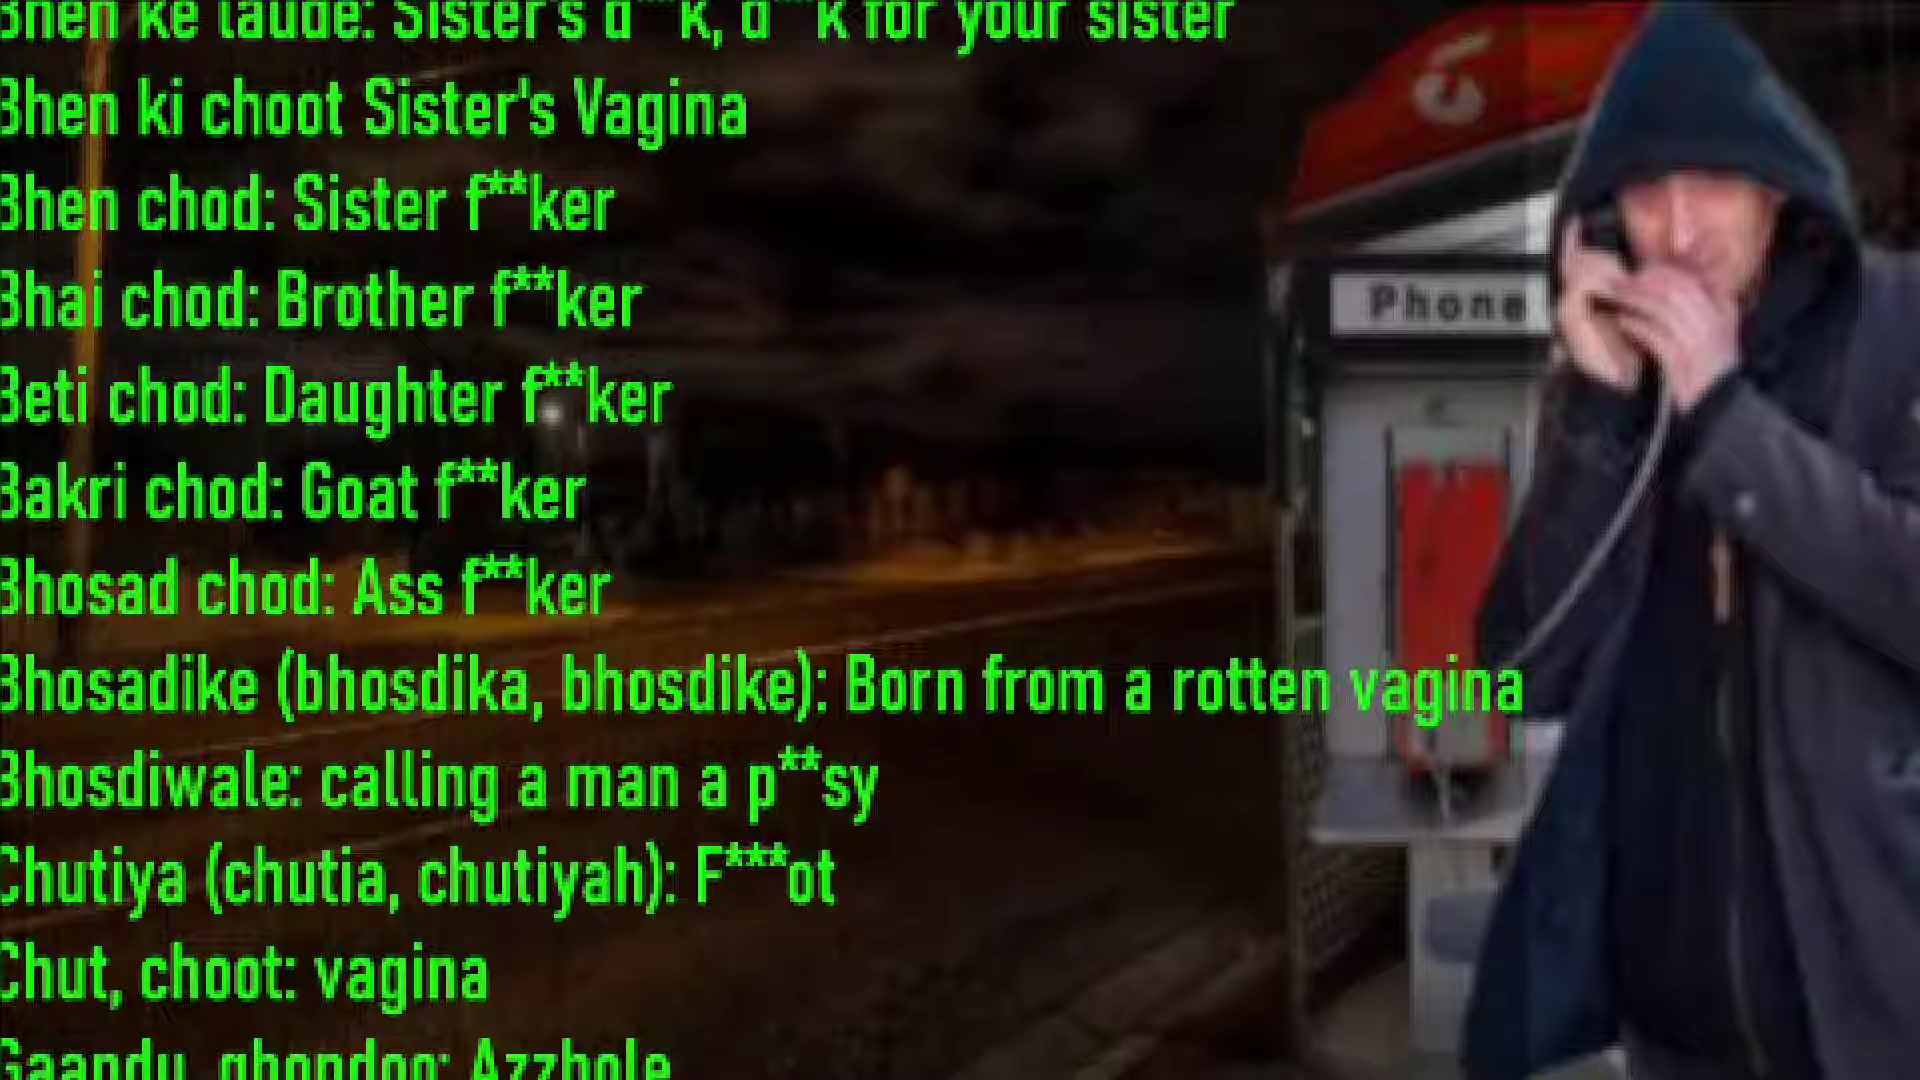 Bhen ke laude: Sister's d**k, d**k for your sister
Bhen ki choot Sister's Vagina
Bhen chod: Sister f**ker
Bhai chod: Brother f**ker
Beti chod: Daughter f**ker
Bakri chod: Goat f**ker
Bhosad chod: Ass f**ker
Bhosadike (bhosdika, bhosdike): Born from a rotten vagina
Bhosdiwale: calling a man a p**sy
Chutiya (chutia, chutiyah): F***ot
Chut, choot: vagina
Gaandu, ghondoo: Azzhole
Phone